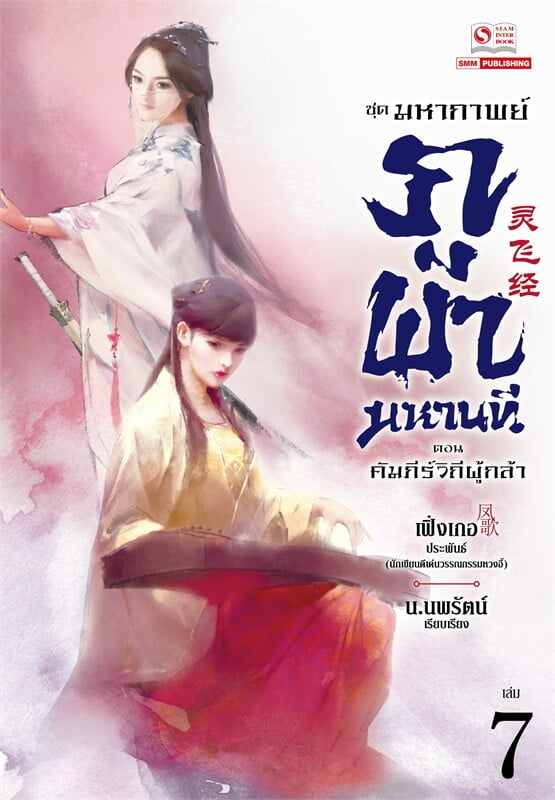 SIAM
INTER
BOOK
SMM PUBLISHING
ชุด มหากาพย์
ภูผา
มหานที
灵飞经
ตอน
คัมภีร์วิถีผู้กล้า
เฟิ่งเกอ 凤歌
ประพันธ์
(นักเขียนดีเด่นวรรณกรรมหวงอี้)
น.นพรัตน์
เรียบเรียง
เล่ม
7